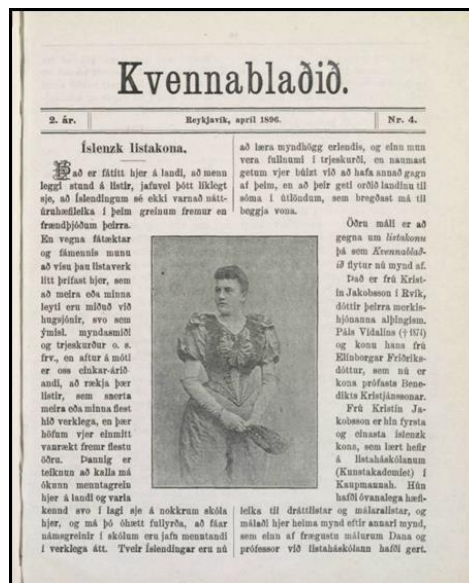 Kvennablaðið.
2. ár.
Reykjavík, apríl 1896.
Nr. 4.
Íslenzk listakona.
Það er fátítt hjer á landi, að menn
leggi stund á listir, jafuvel þótt líklegt
sje, að Íslendingum sé ekki varnað nátt-
úruhæfileika í þeim greinum fremur en
frændþjóðum þeirra.
En vegna fátæktar
og fámennis munu
að vísu þau listaverk
lítt þrífast hjer, sem
að meira eða minna
leyti eru miðuð við
hugsjónir, svo sem
ýmisl. myndasmíði
og trjeskurður o. s.
frv., en aftur á móti
er oss einkar-árið-
andi, að rækja þær
listir, sem snerta
meira eða minna flest
hið verklega, en þær
höfum vjer einmitt
vanrækt fremr flestu
öðru. Þannig er
teiknun að kalla má
ókunn menntagrein
hjer á landi og varla
kennd svo í lagi sje á nokkrum skóla
hjer, og má þó óhætt fullyrða, að fáar
námsgreinir í skólum eru jafn menntandi
í verklega átt. Tveir Íslendingar eru nú
að læra myndhögg erlendis, og einn mun
vera fullnumi í trjeskurði, en naumast
getum vjer búizt við að hafa annað gagn
af þeim, en að þeir geti orðið landinu til
sóma í útlöndum, sem bregðast má til
beggja vona.
Öðru máli er að
gegna um listakonu
þá sem Kvennablað-
ið flytur nú mynd af.
Það er frú Krist-
ín Jakobsson í Rvík,
dóttir þeirra merkis-
hjónanna alþingism.
Páls Vídalíns († 1871)
og konu hans frú
Elinborgar Friðriks-
dóttur, sem nú er
kona prófasts Bene-
dikts Kristjánssonar.
Frú Kristín Ja-
kobsson er hin fyrsta
og einasta íslenzk
kona, sem lært hefir
á listaháskólanum
(Kunstakademiet) í
Kaupmannah. Hún
hafði óvanalega hæfi-
leika til dráttlistar og málaralistar, og
málaði hjer heima mynd eftir annari mynd,
sem einn af frægustu málurum Dana og
prófessor við listaháskólann hafði gert.